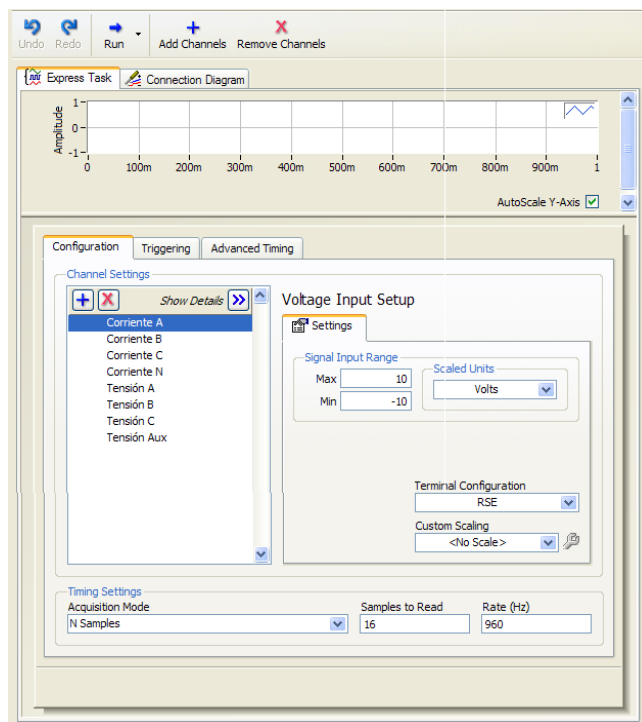 Undo Redo Run Add Channels Remove Channels
Express Task Connection Diagram
Amplitude
1
0
-1
0 100m 200m 300m 400m 500m 600m 700m 800m 900m 1
AutoScale Y-Axis
Configuration Triggering Advanced Timing
Channel Settings
Show Details
Corriente A
Corriente B
Corriente C
Corriente N
Tensión A
Tensión B
Tensión C
Tensión Aux
Voltage Input Setup
Settings
Signal Input Range
Max 10
Min -10
Scaled Units
Volts
Terminal Configuration
RSE
Custom Scaling
<No Scale>
Timing Settings
Acquisition Mode Samples to Read Rate (Hz)
N Samples 16 960